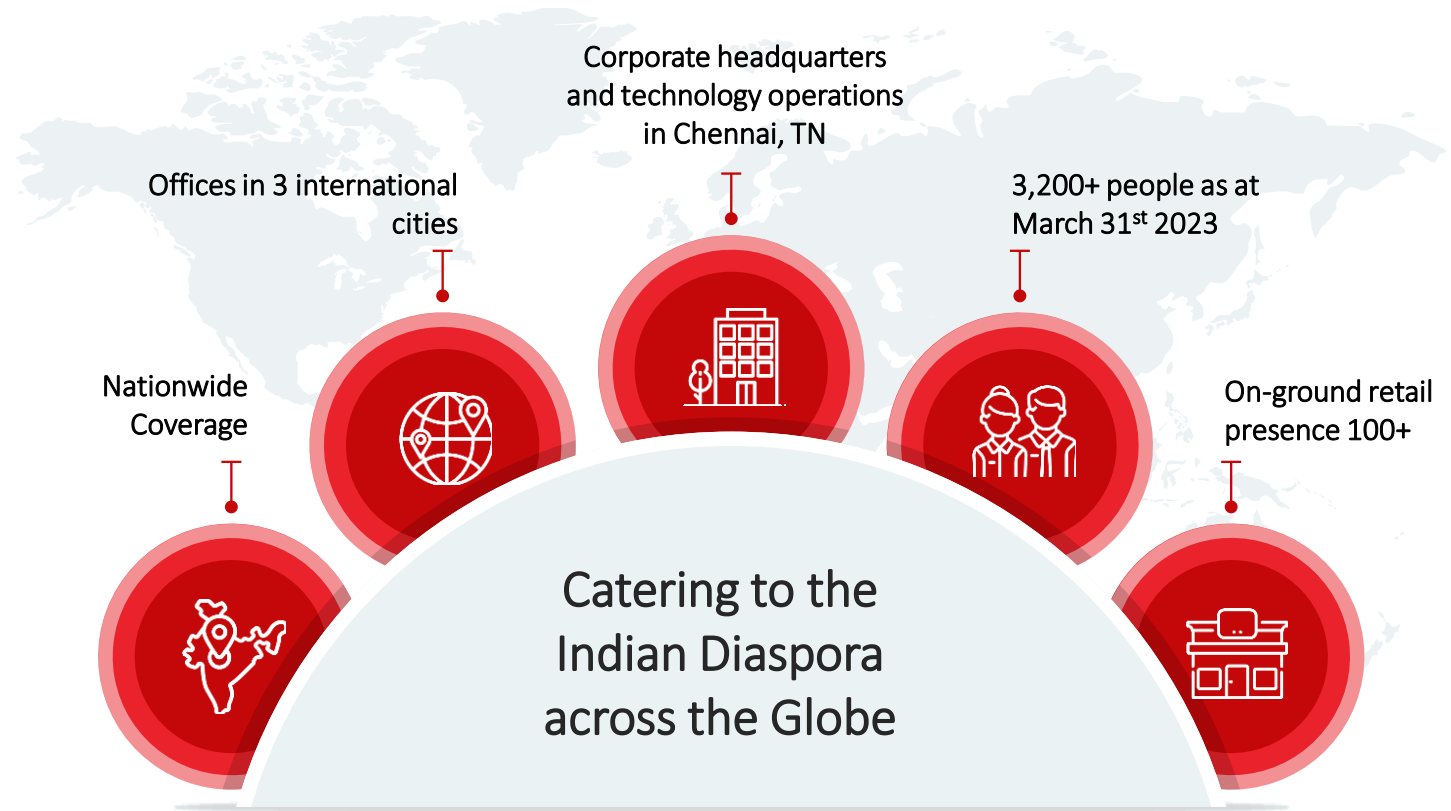 Corporate headquarters
and technology operations
in Chennai, TN
Offices in 3 international
cities
3,200+ people as at
March 31st 2023
Nationwide
Coverage
On-ground retail
presence 100+
Catering to the
Indian Diaspora
across the Globe